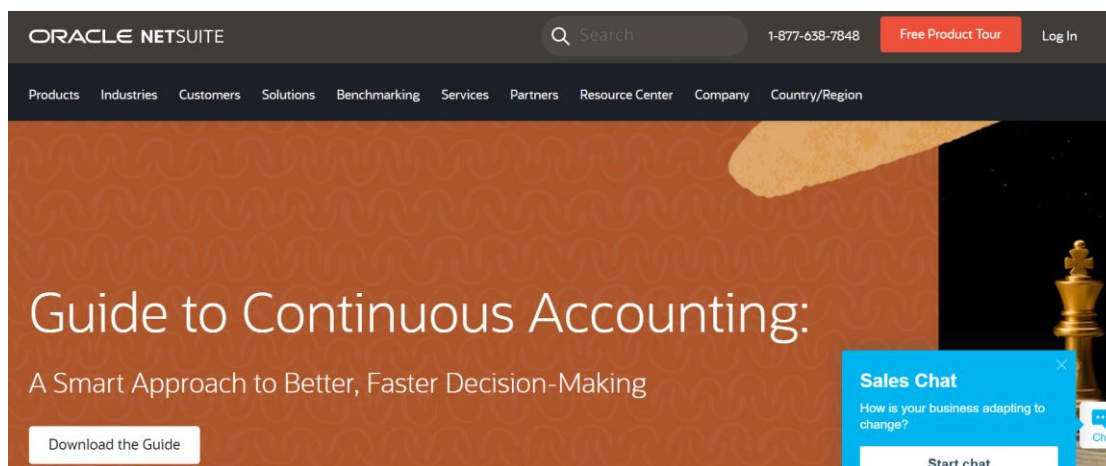 ORACLE NETSUITE
Search
1-877-638-7848
Free Product Tour
Log In
Products Industries Customers Solutions Benchmarking Services Partners Resource Center Company Country/Region
Guide to Continuous Accounting:
A Smart Approach to Better, Faster Decision-Making
Download the Guide
Sales Chat
How is your business adapting to
change?
Start chat